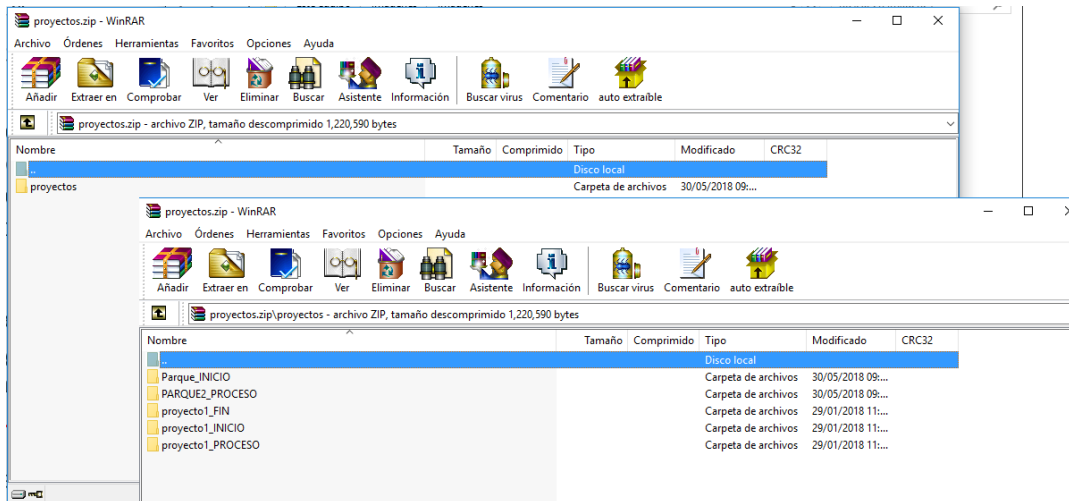 proyectos.zip - WinRAR
Archivo Órdenes Herramientas Favoritos Opciones Ayuda
Añadir Extraer en Comprobar Ver Eliminar Buscar Asistente Información Buscar virus Comentario auto extraíble
proyectos.zip - archivo ZIP, tamaño descomprimido 1,220,590 bytes
Nombre Tamaño Comprimido Tipo Modificado CRC32
.. Disco local
proyectos Carpeta de archivos 30/05/2018 09:...
proyectos.zip - WinRAR
Archivo Órdenes Herramientas Favoritos Opciones Ayuda
Añadir Extraer en Comprobar Ver Eliminar Buscar Asistente Información Buscar virus Comentario auto extraíble
proyectos.zip\proyectos - archivo ZIP, tamaño descomprimido 1,220,590 bytes
Nombre Tamaño Comprimido Tipo Modificado CRC32
.. Disco local
Parque_INICIO Carpeta de archivos 30/05/2018 09:...
PARQUE2_PROCESO Carpeta de archivos 30/05/2018 09:...
proyecto1_FIN Carpeta de archivos 29/01/2018 11:...
proyecto1_INICIO Carpeta de archivos 29/01/2018 11:...
proyecto1_PROCESO Carpeta de archivos 29/01/2018 11:...